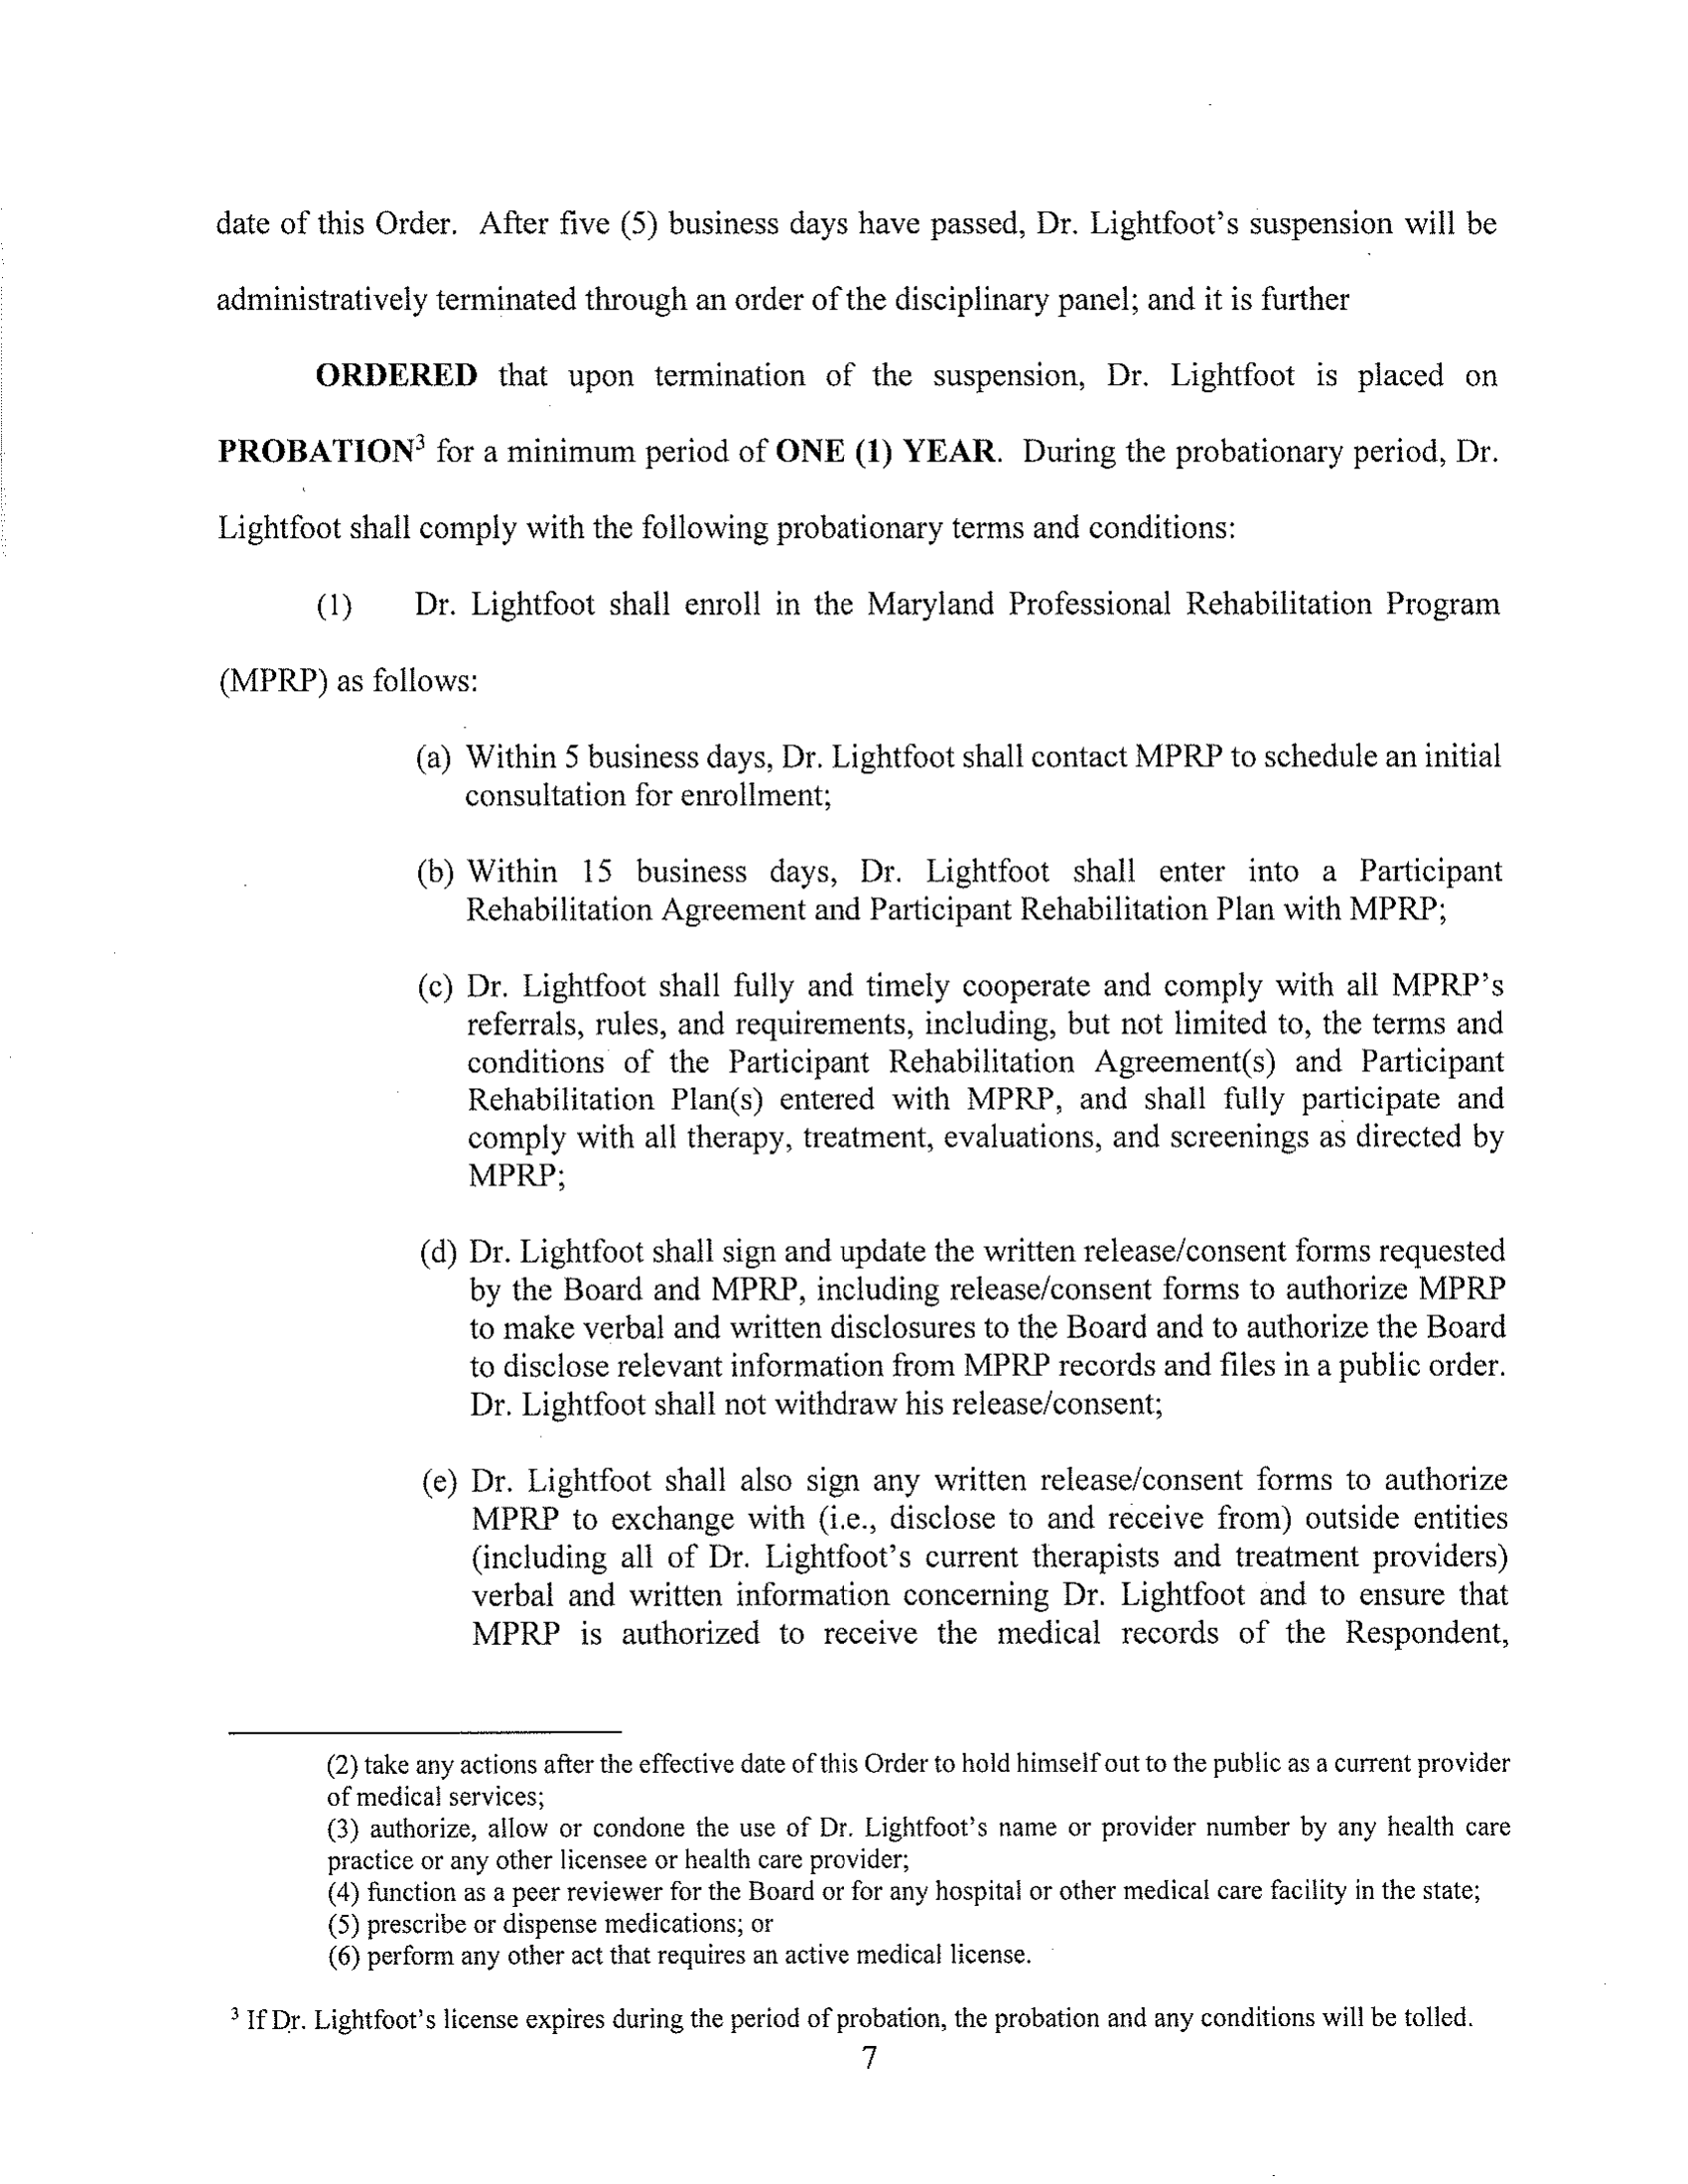 date of this Order. After five (5) business days have passed, Dr. Lightfoot's suspension will be
administratively terminated through an order of the disciplinary panel; and it is further
ORDERED that upon termination of the suspension, Dr. Lightfoot is placed on
PROBATION³ for a minimum period of ONE (1) YEAR. During the probationary period, Dr.
Lightfoot shall comply with the following probationary terms and conditions:
(1) Dr. Lightfoot shall enroll in the Maryland Professional Rehabilitation Program
(MPRP) as follows:
(a) Within 5 business days, Dr. Lightfoot shall contact MPRP to schedule an initial
consultation for enrollment;
(b) Within 15 business days, Dr. Lightfoot shall enter into a Participant
Rehabilitation Agreement and Participant Rehabilitation Plan with MPRP;
(c) Dr. Lightfoot shall fully and timely cooperate and comply with all MPRP's
referrals, rules, and requirements, including, but not limited to, the terms and
conditions of the Participant Rehabilitation Agreement(s) and Participant
Rehabilitation Plan(s) entered with MPRP, and shall fully participate and
comply with all therapy, treatment, evaluations, and screenings as directed by
MPRP;
(d) Dr. Lightfoot shall sign and update the written release/consent forms requested
by the Board and MPRP, including release/consent forms to authorize MPRP
to make verbal and written disclosures to the Board and to authorize the Board
to disclose relevant information from MPRP records and files in a public order.
Dr. Lightfoot shall not withdraw his release/consent;
(e) Dr. Lightfoot shall also sign any written release/consent forms to authorize
MPRP to exchange with (i.e., disclose to and receive from) outside entities
(including all of Dr. Lightfoot's current therapists and treatment providers)
verbal and written information concerning Dr. Lightfoot and to ensure that
MPRP is authorized to receive the medical records of the Respondent,
(2) take any actions after the effective date of this Order to hold himself out to the public as a current provider
of medical services;
(3) authorize, allow or condone the use of Dr. Lightfoot's name or provider number by any health care
practice or any other licensee or health care provider;
(4) function as a peer reviewer for the Board or for any hospital or other medical care facility in the state;
(5) prescribe or dispense medications; or
(6) perform any other act that requires an active medical license.
³ If Dr. Lightfoot's license expires during the period of probation, the probation and any conditions will be tolled.
7